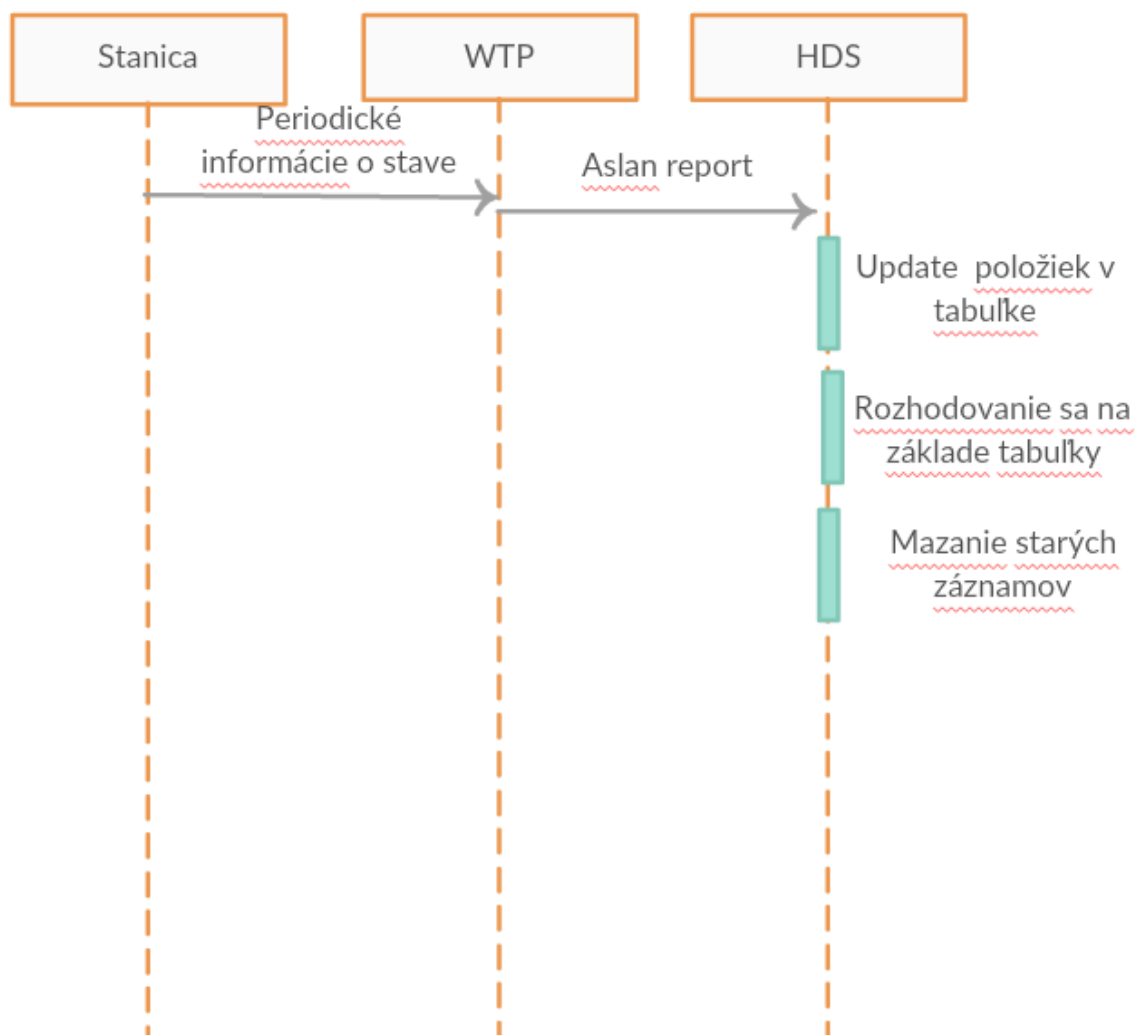 Stanica
WTP
HDS
Periodické
informácie o stave
Aslan report
Update  položiek v
tabuľke
Rozhodovanie sa na
základe tabuľky
Mazanie starých
záznamov